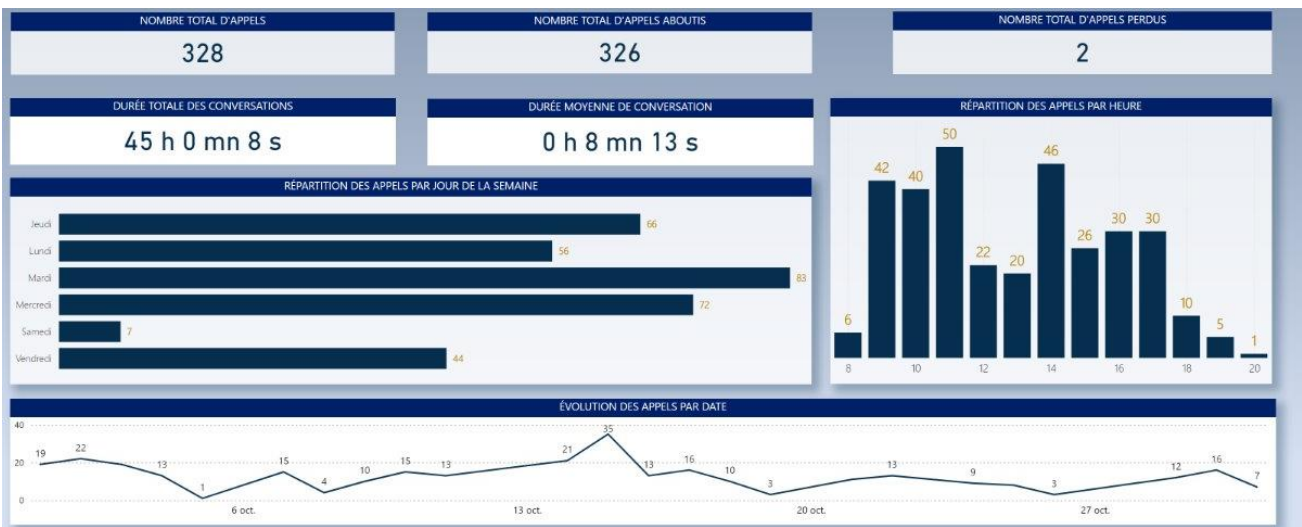 NOMBRE TOTAL D'APPELS
328
NOMBRE TOTAL D'APPELS ABOUTIS
326
NOMBRE TOTAL D'APPELS PERDUS
2
DURÉE TOTALE DES CONVERSATIONS
45 h 0 mn 8 s
DURÉE MOYENNE DE CONVERSATION
0 h 8 mn 13 s
RÉPARTITION DES APPELS PAR HEURE
6 42 40 50 22 20 46 26 30 30 10 5 1
8 10 12 14 16 18 20
RÉPARTITION DES APPELS PAR JOUR DE LA SEMAINE
Jeudi 66
Lundi 56
Mardi 83
Mercredi 72
Samedi 7
Vendredi 44
ÉVOLUTION DES APPELS PAR DATE
40
20
0
19 22 13 1 15 4 10 15 13 21 35 13 16 10 3 13 9 3 12 16 7
6 oct. 13 oct. 20 oct. 27 oct.